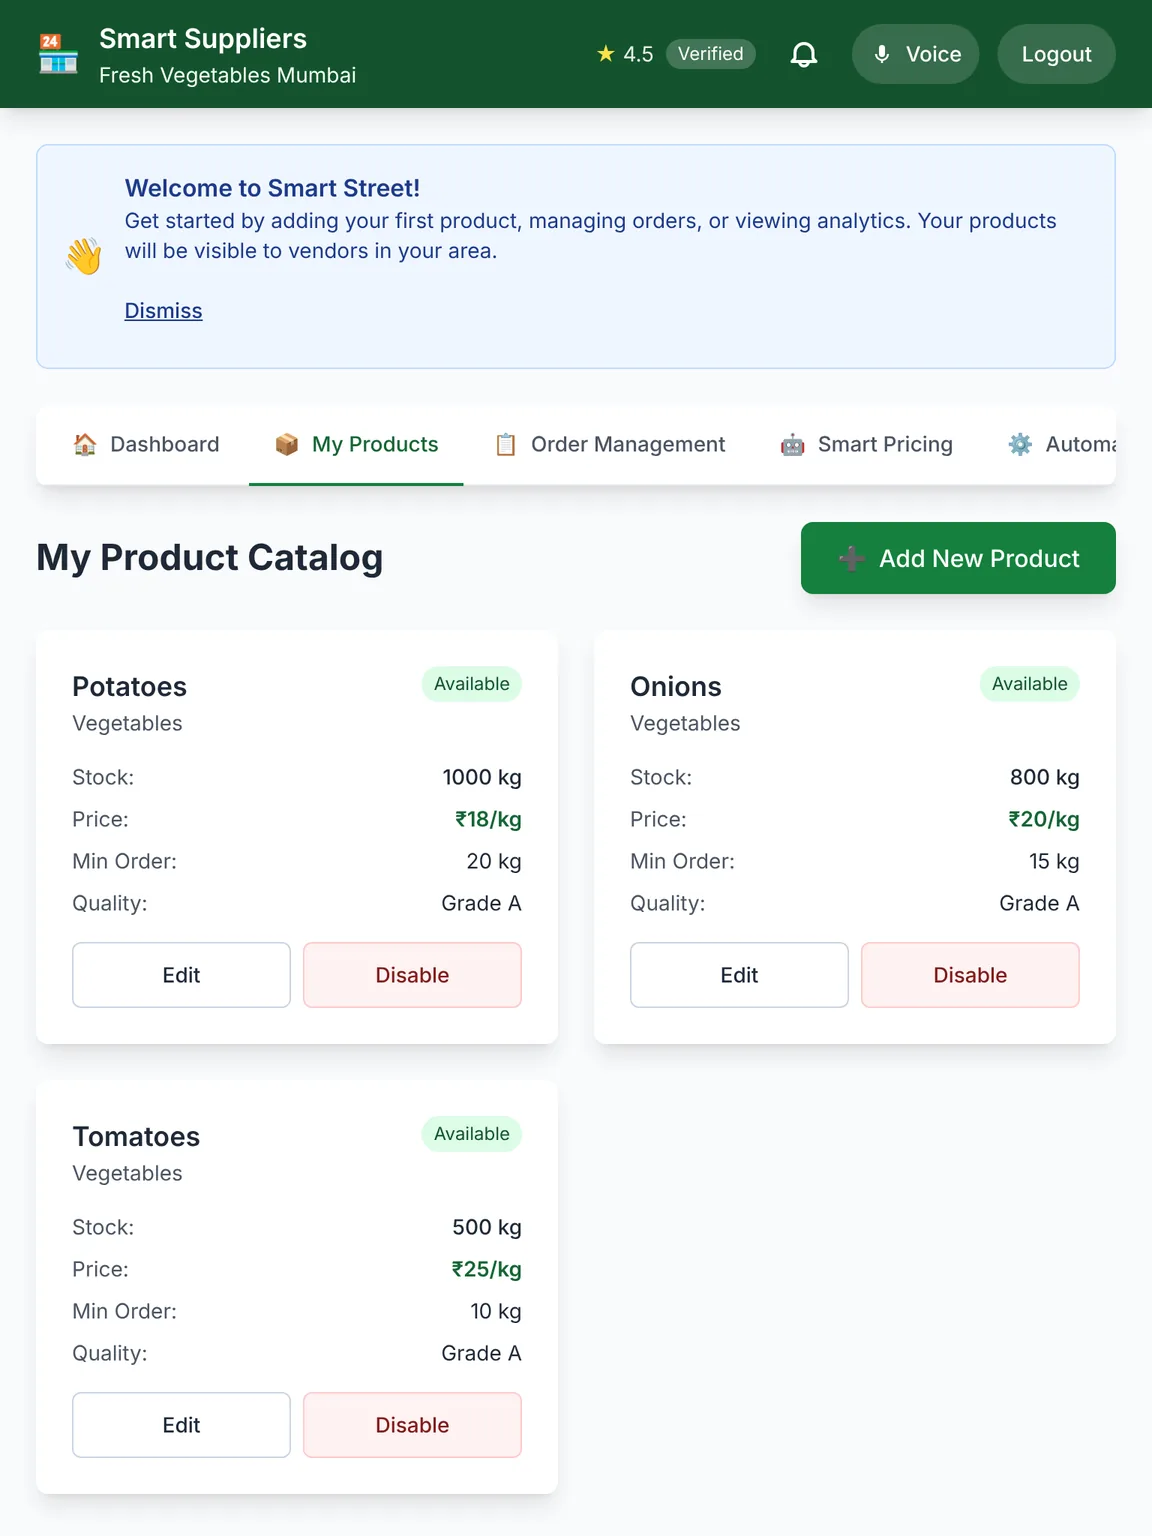 24
Smart Suppliers
Fresh Vegetables Mumbai
★ 4.5
Verified
Voice
Logout
Welcome to Smart Street!
Get started by adding your first product, managing orders, or viewing analytics. Your products
will be visible to vendors in your area.
Dismiss
Dashboard
My Products
Order Management
Smart Pricing
Automa
My Product Catalog
Add New Product
Potatoes
Available
Vegetables
Stock: 1000 kg
Price: ₹18/kg
Min Order: 20 kg
Quality: Grade A
Edit
Disable
Onions
Available
Vegetables
Stock: 800 kg
Price: ₹20/kg
Min Order: 15 kg
Quality: Grade A
Edit
Disable
Tomatoes
Available
Vegetables
Stock: 500 kg
Price: ₹25/kg
Min Order: 10 kg
Quality: Grade A
Edit
Disable